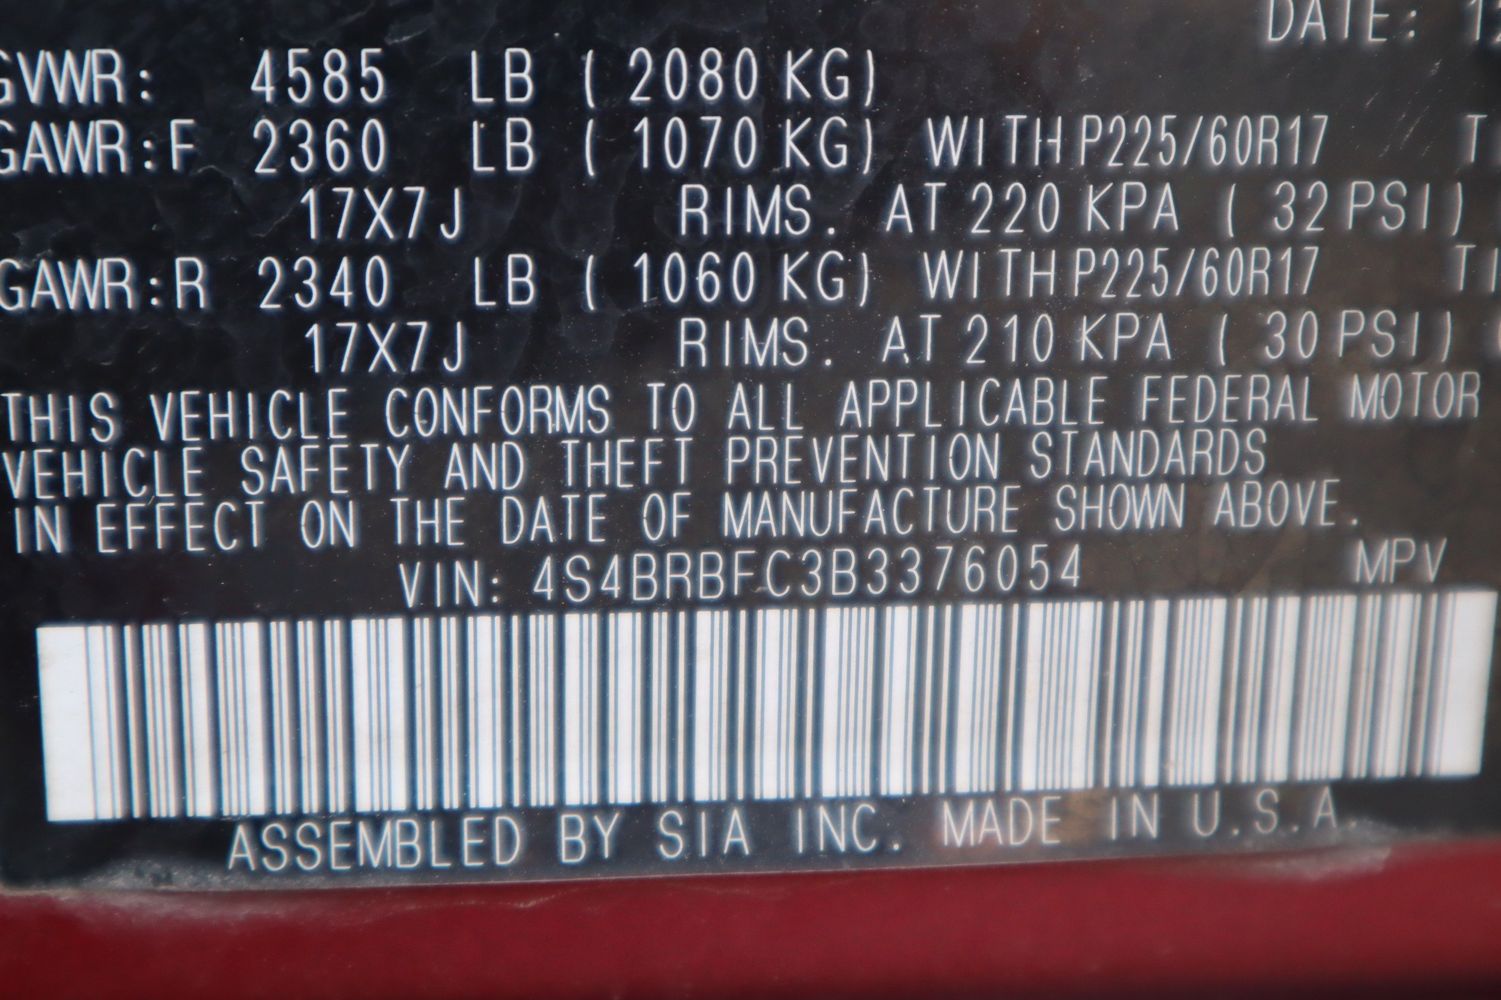 DATE: 12
GVWR: 4585 LB ( 2080 KG)
GAWR:F 2360 LB ( 1070 KG) WITH P225/60R17 T
17X7J RIMS. AT 220 KPA ( 32 PSI)
GAWR:R 2340 LB ( 1060 KG) WITH P225/60R17 TI
17X7J RIMS. AT 210 KPA ( 30 PSI)
THIS VEHICLE CONFORMS TO ALL APPLICABLE FEDERAL MOTOR
VEHICLE SAFETY AND THEFT PREVENTION STANDARDS
IN EFFECT ON THE DATE OF MANUFACTURE SHOWN ABOVE.
VIN: 4S4BRBFC3B3376054 MPV
ASSEMBLED BY SIA INC. MADE IN U.S.A.